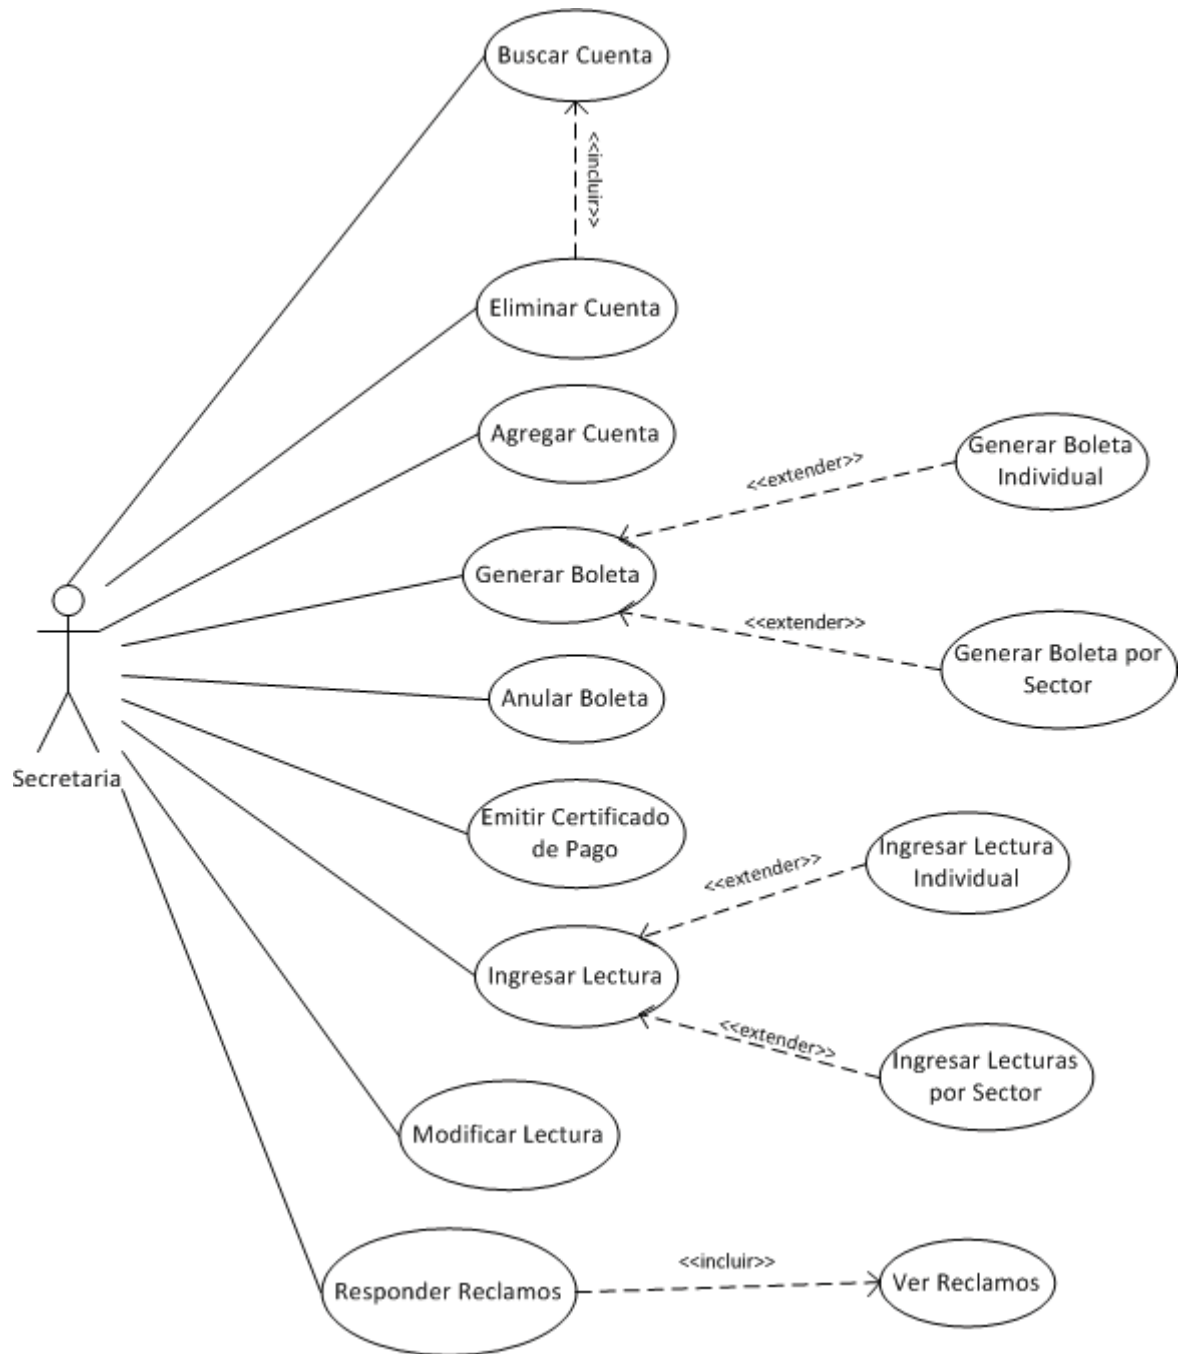 Buscar Cuenta
<<incluir>>
Eliminar Cuenta
Agregar Cuenta
Generar Boleta
Individual
<<extender>>
Generar Boleta
<<extender>>
Generar Boleta por
Sector
Anular Boleta
Secretaria
Emitir Certificado
de Pago
Ingresar Lectura
Individual
<<extender>>
Ingresar Lectura
<<extender>>
Ingresar Lecturas
por Sector
Modificar Lectura
Responder Reclamos
<<incluir>>
Ver Reclamos